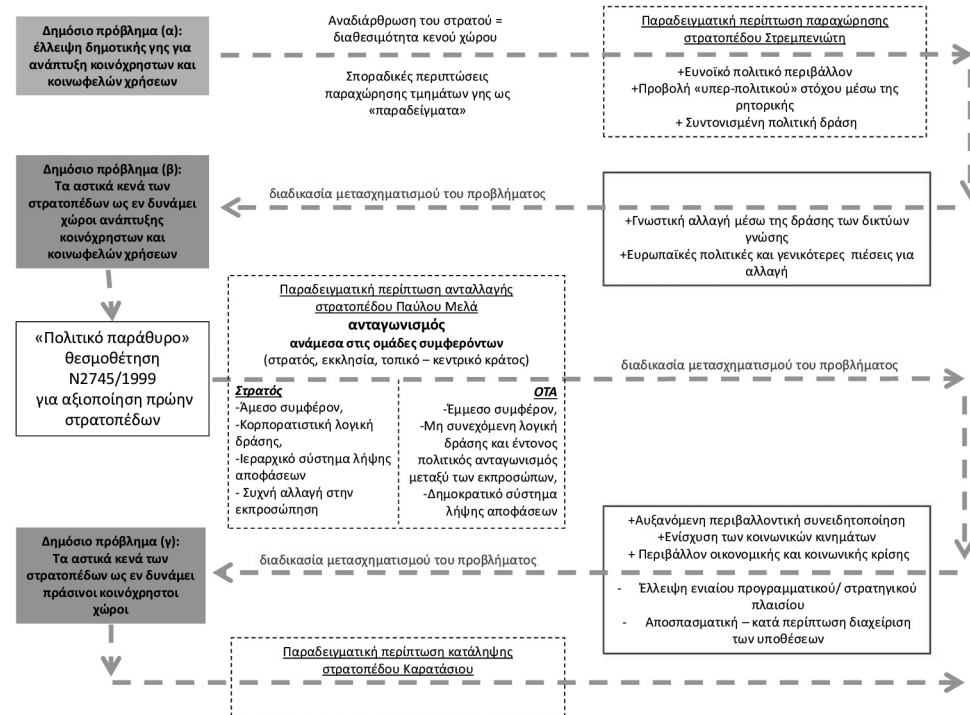 Δημόσιο πρόβλημα (α):
έλλειψη δημοτικής γης για
ανάπτυξη κοινόχρηστων και
κοινωφελών χρήσεων
Αναδιάρθρωση του στρατού =
διαθεσιμότητα κενού χώρου
Σποραδικές περιπτώσεις
παραχώρησης τμημάτων γης ως
«παραδείγματα»
Παραδειγματική περίπτωση παραχώρησης
στρατοπέδου Στρεμπενιώτη
+Ευνοϊκό πολιτικό περιβάλλον
+Προβολή «υπερ-πολιτικού» στόχου μέσω της
ρητορικής
+ Συντονισμένη πολιτική δράση
Δημόσιο πρόβλημα (β):
Τα αστικά κενά των
στρατοπέδων ως εν δυνάμει
χώροι ανάπτυξης
κοινόχρηστων και
κοινωφελών χρήσεων
διαδικασία μετασχηματισμού του προβλήματος
+Γνωστική αλλαγή μέσω της δράσης των δικτύων
γνώσης
+Ευρωπαϊκές πολιτικές και γενικότερες πιέσεις για
αλλαγή
«Πολιτικό παράθυρο»
θεσμοθέτηση
Ν2745/1999
για αξιοποίηση πρώην
στρατοπέδων
Παραδειγματική περίπτωση ανταλλαγής
στρατοπέδου Παύλου Μελά
ανταγωνισμός
ανάμεσα στις ομάδες συμφερόντων
(στρατός, εκκλησία, τοπικό – κεντρικό κράτος)
Στρατός
-Άμεσο συμφέρον,
-Κορπορατιστική λογική
δράσης,
-Ιεραρχικό σύστημα λήψης
αποφάσεων
- Συχνή αλλαγή στην
εκπροσώπηση
ΟΤΑ
-Έμμεσο συμφέρον,
-Μη συνεχόμενη λογική
δράσης και έντονος
πολιτικός ανταγωνισμός
μεταξύ των εκπροσώπων,
-Δημοκρατικό σύστημα
λήψης αποφάσεων
διαδικασία μετασχηματισμού του προβλήματος
Δημόσιο πρόβλημα (γ):
Τα αστικά κενά των
στρατοπέδων ως εν δυνάμει
πράσινοι κοινόχρηστοι
χώροι
διαδικασία μετασχηματισμού του προβλήματος
+Αυξανόμενη περιβαλλοντική συνειδητοποίηση
+Ενίσχυση των κοινωνικών κινημάτων
+ Περιβάλλον οικονομικής και κοινωνικής κρίσης
- Έλλειψη ενιαίου προγραμματικού/ στρατηγικού
πλαισίου
- Αποσπασματική – κατά περίπτωση διαχείριση
των υποθέσεων
Παραδειγματική περίπτωση κατάληψης
στρατοπέδου Καρατάσιου